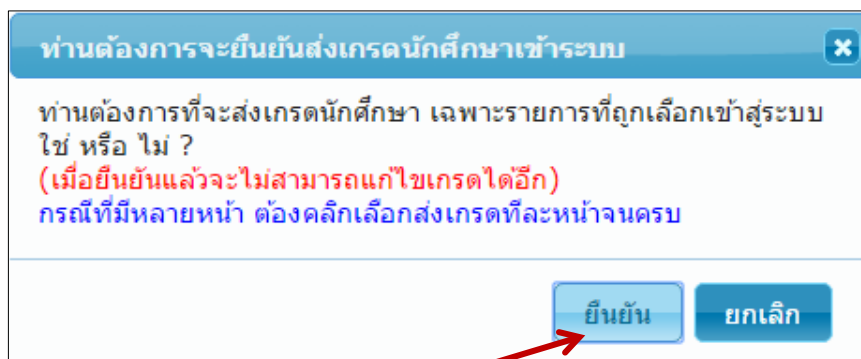 ท่านต้องการจะยืนยันส่งเกรดนักศึกษาเข้าระบบ
ท่านต้องการที่จะส่งเกรดนักศึกษา เฉพาะรายการที่ถูกเลือกเข้าสู่ระบบ
ใช่ หรือ ไม่ ?
(เมื่อยืนยันแล้วจะไม่สามารถแก้ไขเกรดได้อีก)
กรณีที่มีหลายหน้า ต้องคลิกเลือกส่งเกรดทีละหน้าจนครบ
ยืนยัน ยกเลิก